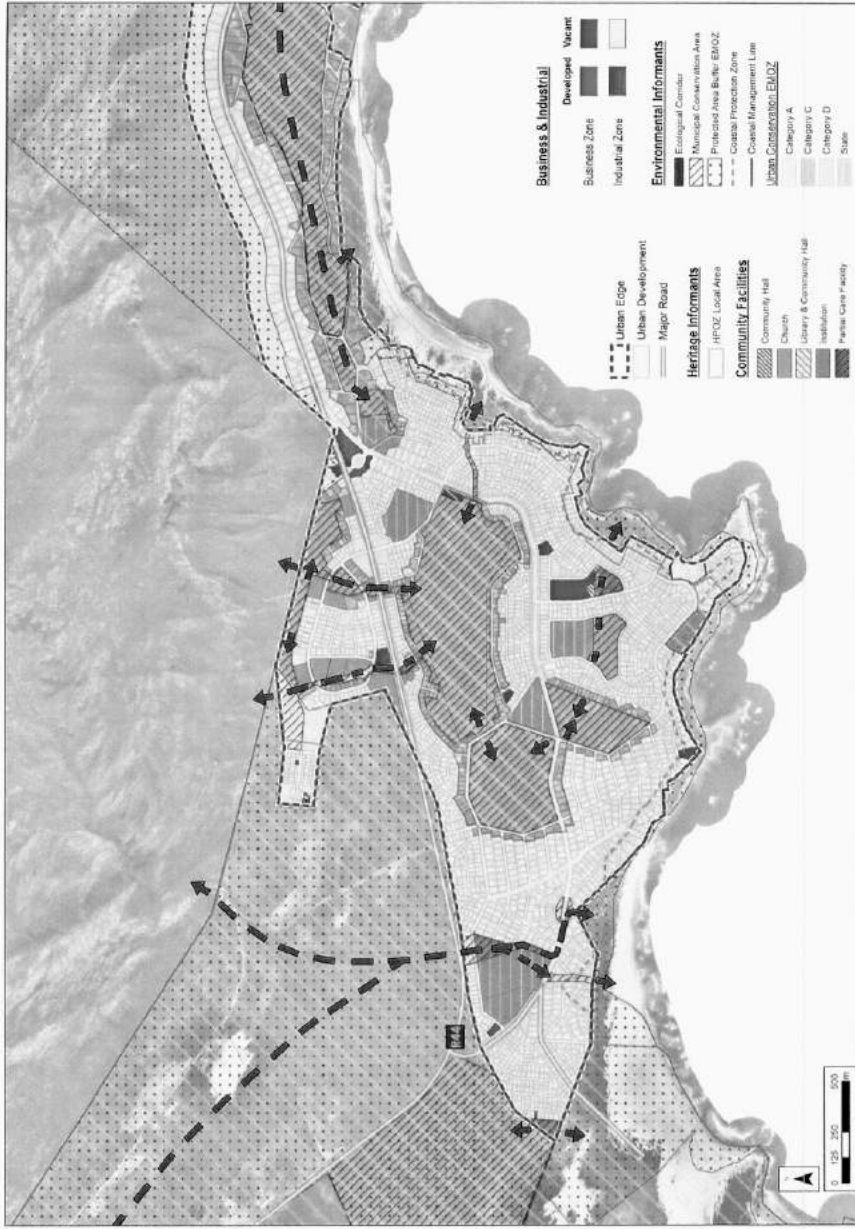 Business & Industrial
Developed Vacant
Business Zone
Industrial Zone
Environmental Informants
Ecological Corridor
Municipal Conservation Area
Protected Area Buffer EMOZ
Coastal Protection Zone
Coastal Management Line
Urban Conservation EMOZ
Category A
Category C
Category D
State
Urban Edge
Urban Development
Major Road
Heritage Informants
HPOZ Local Area
Community Facilities
Community Hall
Church
Library & Community Hall
Institution
Partial Care Facility
R44
0 125 250 500
m